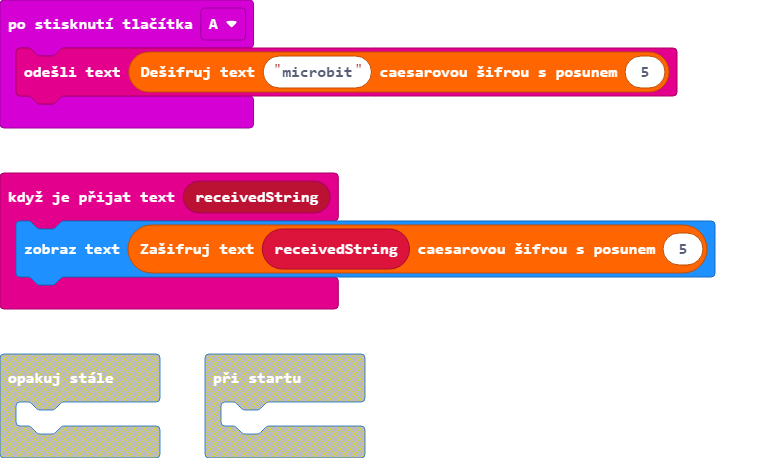 po stisknutí tlačítka A
odešli text Dešifruj text "microbit" caesarovou šifrou s posunem 5
když je přijat text receivedString
zobraz text Zašifruj text receivedString caesarovou šifrou s posunem 5
opakuj stále při startu